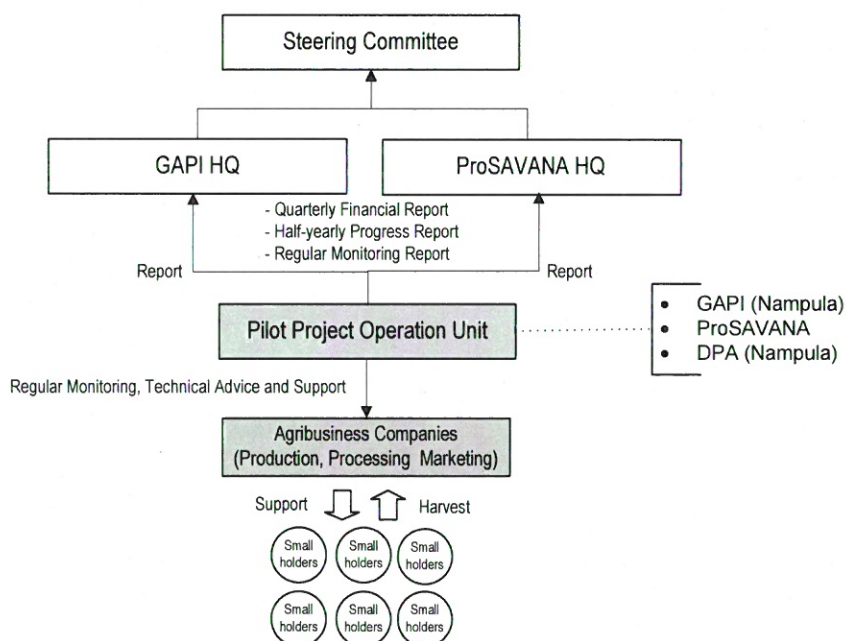 Steering Committee
GAPI HQ
ProSAVANA HQ
- Quarterly Financial Report
- Half-yearly Progress Report
- Regular Monitoring Report
Report
Report
Pilot Project Operation Unit
• GAPI (Nampula)
• ProSAVANA
• DPA (Nampula)
Regular Monitoring, Technical Advice and Support
Agribusiness Companies
(Production, Processing Marketing)
Support
Harvest
Small
holders
Small
holders
Small
holders
Small
holders
Small
holders
Small
holders